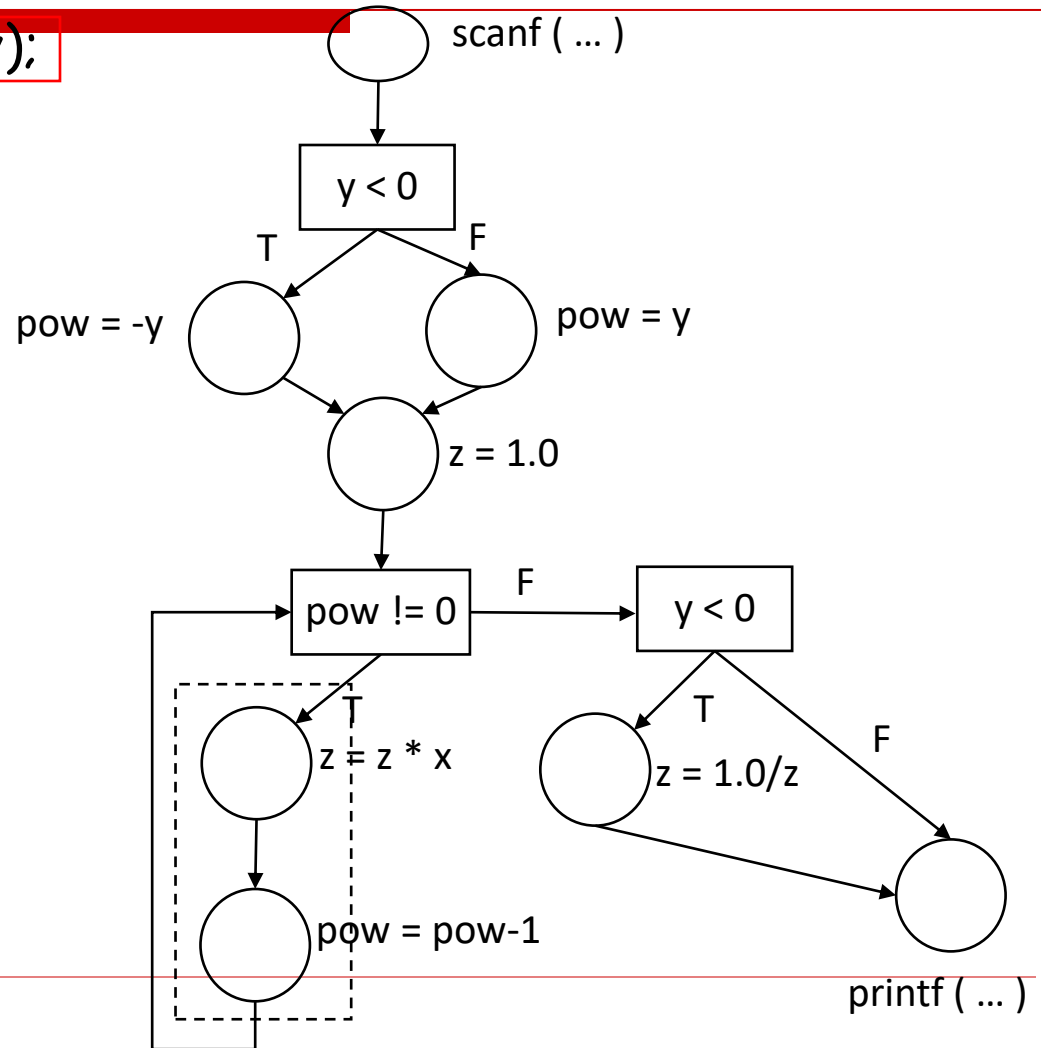 );
scanf ( ... )
y < 0
T
F
pow = -y
pow = y
z = 1.0
pow != 0
F
y < 0
T
z = z * x
T
z = 1.0/z
F
pow = pow-1
printf ( ... )